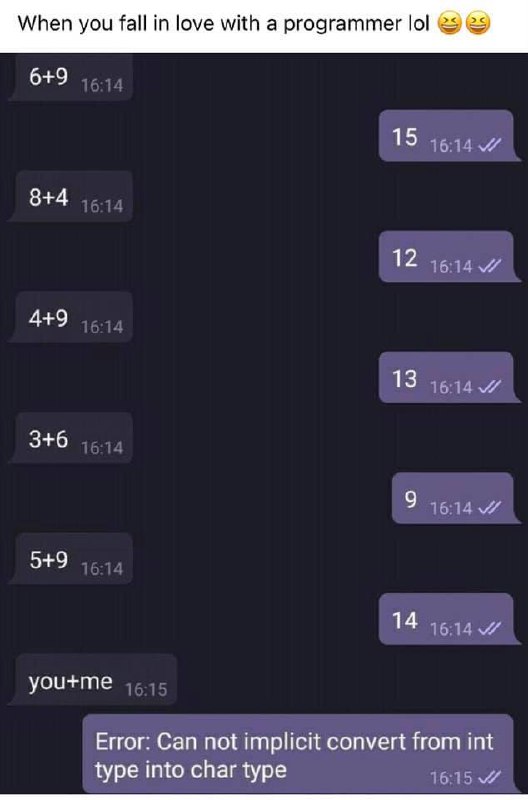 When you fall in love with a programmer lol 😆😆
6+9 16:14
15 16:14
8+4 16:14
12 16:14
4+9 16:14
13 16:14
3+6 16:14
9 16:14
5+9 16:14
14 16:14
you+me 16:15
Error: Can not implicit convert from int
type into char type 16:15